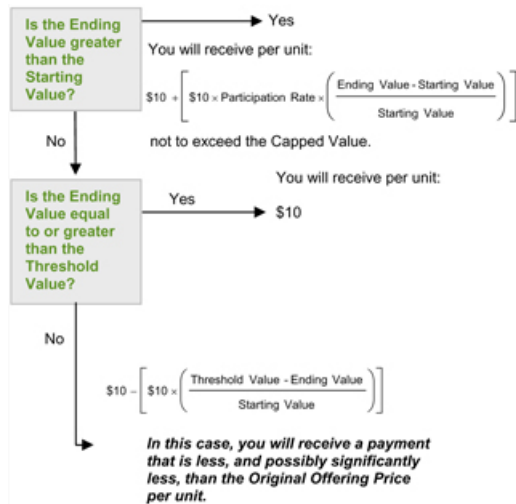 Is the Ending
Value greater
than the
Starting
Value?
Yes
You will receive per unit:
$10 + [ $10 × Participation Rate × ( Ending Value - Starting Value
Starting Value ) ]
No
not to exceed the Capped Value.
You will receive per unit:
Is the Ending
Value equal
to or greater
than the
Threshold
Value?
Yes
$10
No
$10 − [ $10 × ( Threshold Value - Ending Value
Starting Value ) ]
In this case, you will receive a payment
that is less, and possibly significantly
less, than the Original Offering Price
per unit.